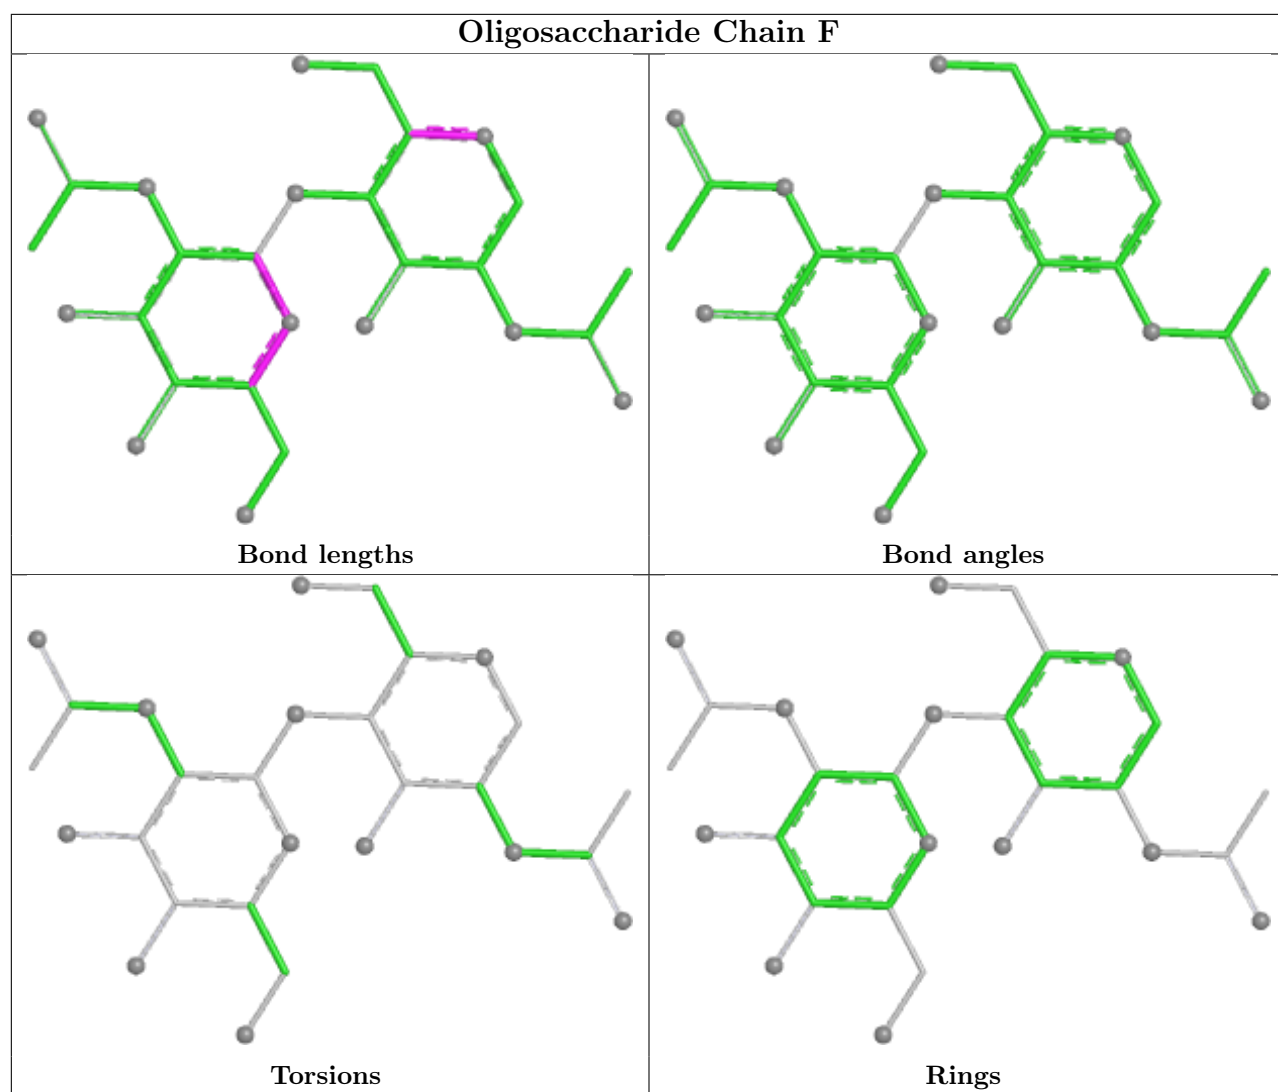 Oligosaccharide Chain F
Bond lengths
Bond angles
Torsions
Rings